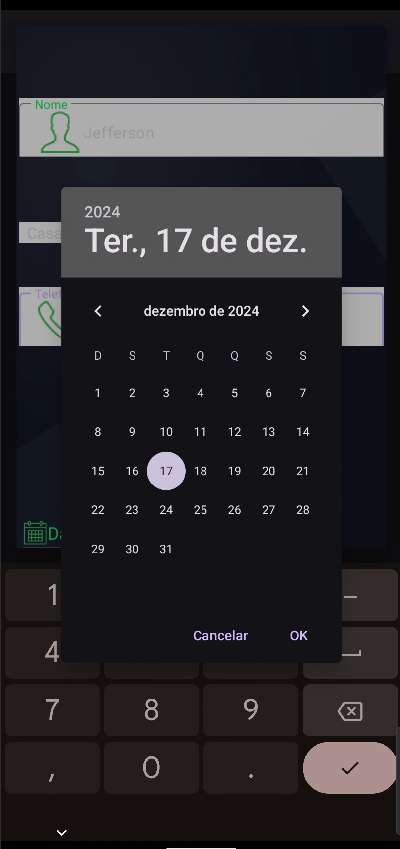 Nome
Jefferson
2024
Ter., 17 de dez.
Casa
Telef
dezembro de 2024
D S T Q Q S S
1 2 3 4 5 6 7
8 9 10 11 12 13 14
15 16 17 18 19 20 21
22 23 24 25 26 27 28
29 30 31
Da
Cancelar OK
1 –
4
7 8 9
, 0 .